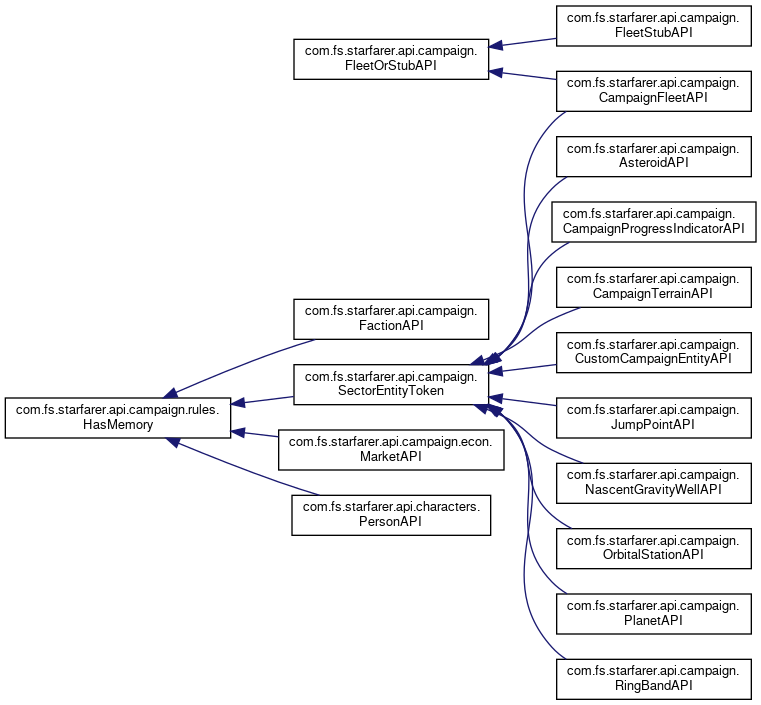 com.fs.starfarer.api.campaign.
FleetOrStubAPI
com.fs.starfarer.api.campaign.
FleetStubAPI
com.fs.starfarer.api.campaign.
CampaignFleetAPI
com.fs.starfarer.api.campaign.
AsteroidAPI
com.fs.starfarer.api.campaign.
CampaignProgressIndicatorAPI
com.fs.starfarer.api.campaign.
CampaignTerrainAPI
com.fs.starfarer.api.campaign.
CustomCampaignEntityAPI
com.fs.starfarer.api.campaign.
JumpPointAPI
com.fs.starfarer.api.campaign.
NascentGravityWellAPI
com.fs.starfarer.api.campaign.
OrbitalStationAPI
com.fs.starfarer.api.campaign.
PlanetAPI
com.fs.starfarer.api.campaign.
RingBandAPI
com.fs.starfarer.api.campaign.
FactionAPI
com.fs.starfarer.api.campaign.
SectorEntityToken
com.fs.starfarer.api.campaign.econ.
MarketAPI
com.fs.starfarer.api.characters.
PersonAPI
com.fs.starfarer.api.campaign.rules.
HasMemory